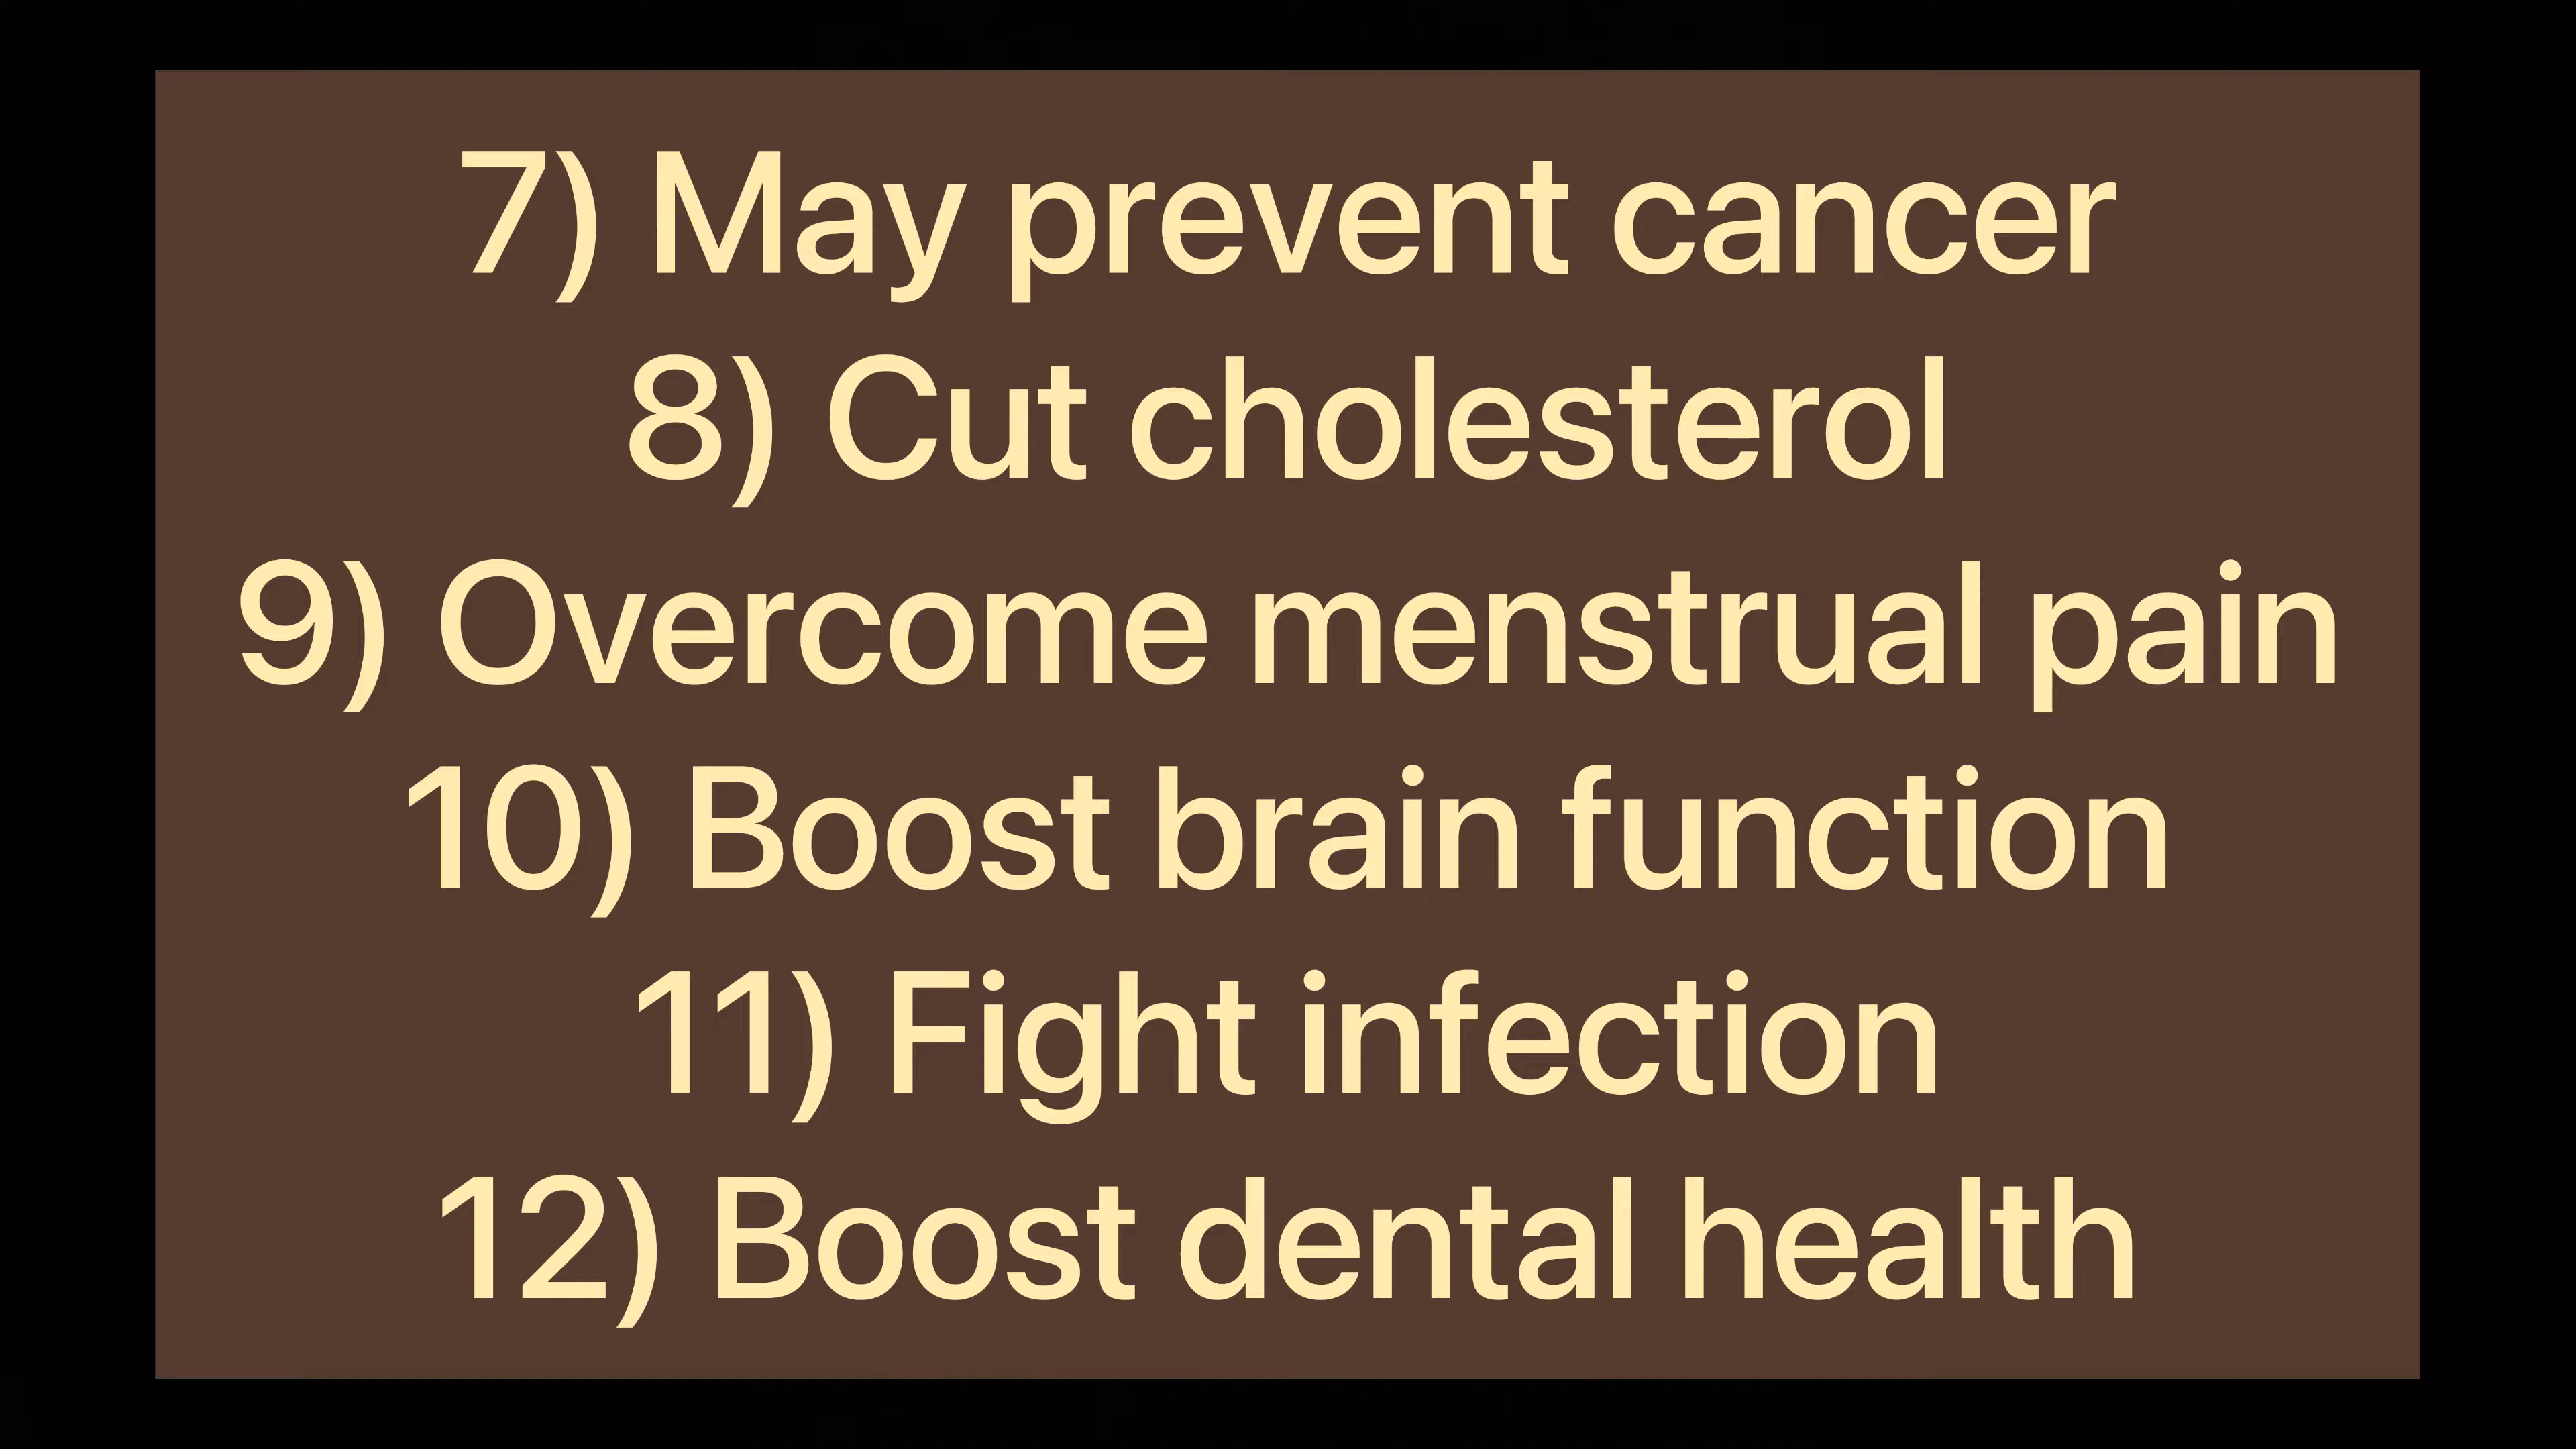 7) May prevent cancer
8) Cut cholesterol
9) Overcome menstrual pain
10) Boost brain function
11) Fight infection
12) Boost dental health